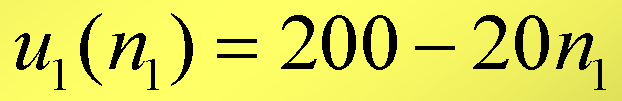 u₁(n₁) = 200 − 20n₁